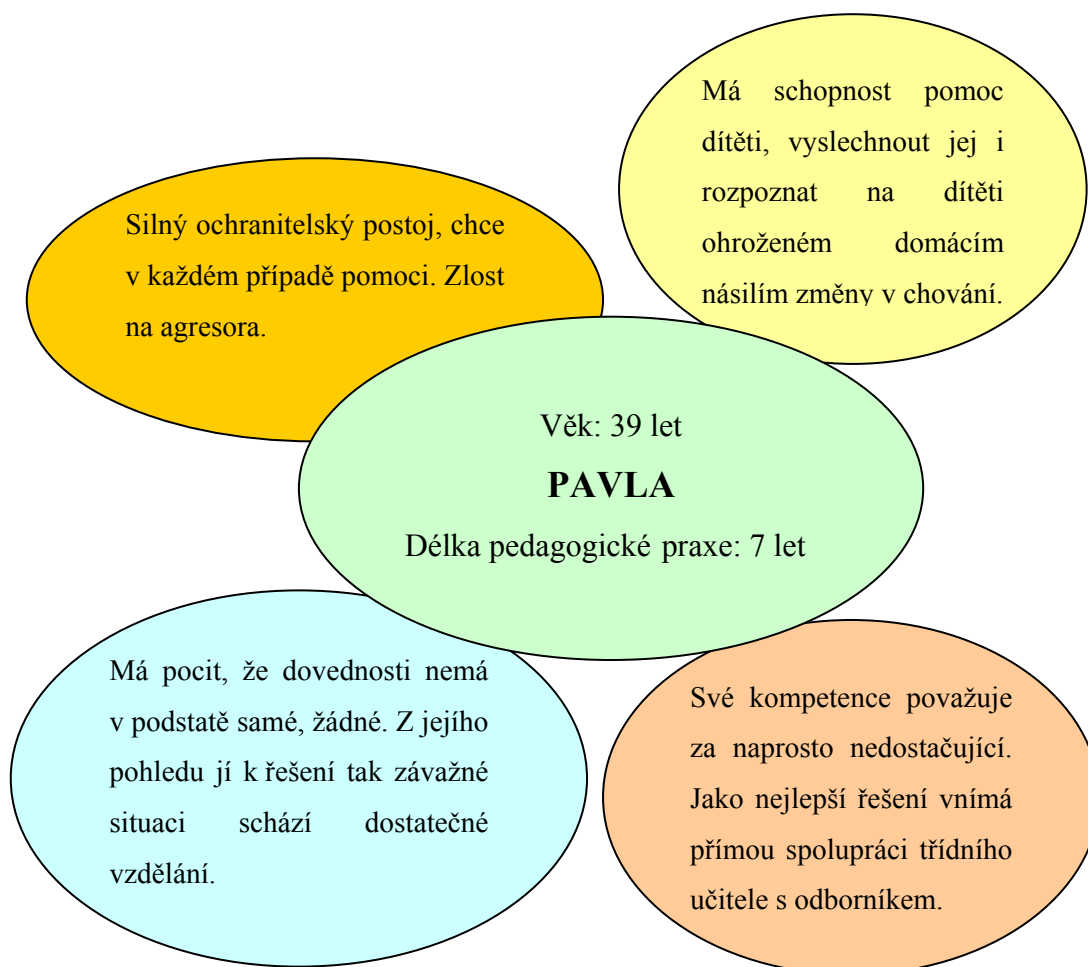 Má schopnost pomoc
dítěti, vyslechnout jej i
rozpoznat na dítěti
ohroženém domácím
násilím změny v chování.
Silný ochranitelský postoj, chce
v každém případě pomoci. Zlost
na agresora.
Věk: 39 let
PAVLA
Délka pedagogické praxe: 7 let
Má pocit, že dovednosti nemá
v podstatě samé, žádné. Z jejího
pohledu jí k řešení tak závažné
situaci schází dostatečné
vzdělání.
Své kompetence považuje
za naprosto nedostačující.
Jako nejlepší řešení vnímá
přímou spolupráci třídního
učitele s odborníkem.